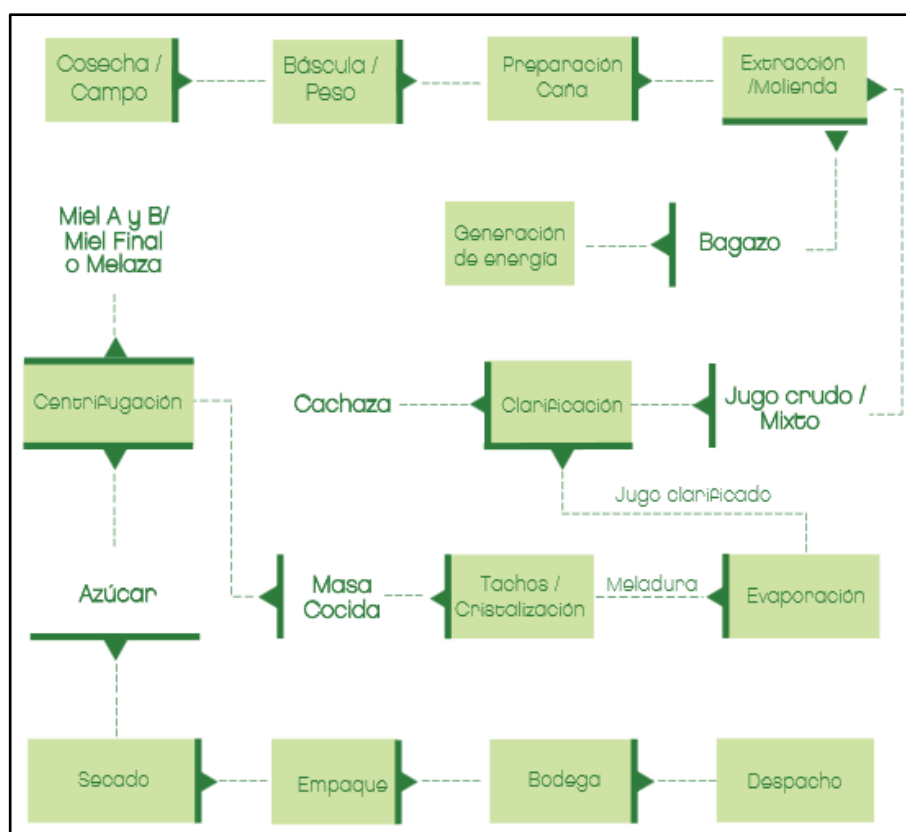 Cosecha /
Campo
Báscula /
Peso
Preparación
Caña
Extracción
/Molienda
Miel A y B/
Miel Final
o Melaza
Generación
de energía
Bagazo
Centrifugación
Cachaza
Clarificación
Jugo crudo /
Mixto
Jugo clarificado
Azúcar
Masa
Cocida
Tachos /
Cristalización
Meladura
Evaporación
Secado
Empaque
Bodega
Despacho